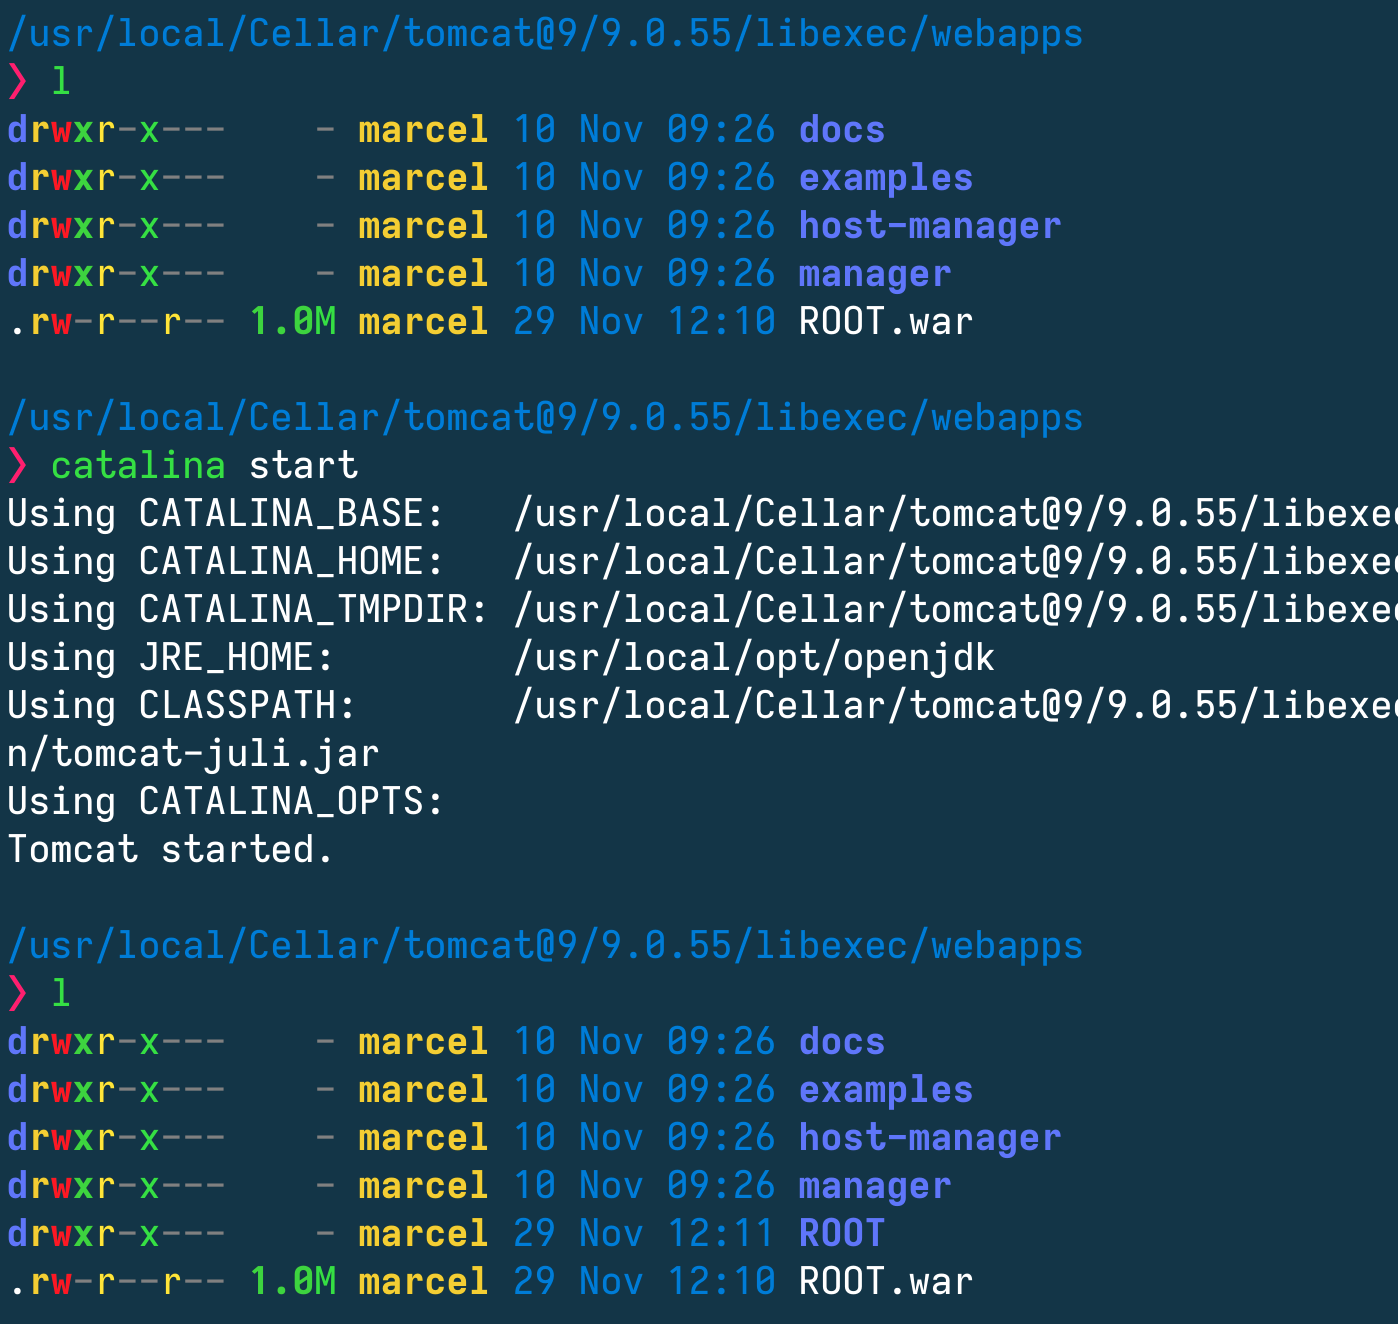 /usr/local/Cellar/tomcat@9/9.0.55/libexec/webapps
❯ l
drwxr-x---    - marcel 10 Nov 09:26 docs
drwxr-x---    - marcel 10 Nov 09:26 examples
drwxr-x---    - marcel 10 Nov 09:26 host-manager
drwxr-x---    - marcel 10 Nov 09:26 manager
.rw-r--r-- 1.0M marcel 29 Nov 12:10 ROOT.war
/usr/local/Cellar/tomcat@9/9.0.55/libexec/webapps
❯ catalina start
Using CATALINA_BASE:   /usr/local/Cellar/tomcat@9/9.0.55/libexec
Using CATALINA_HOME:   /usr/local/Cellar/tomcat@9/9.0.55/libexec
Using CATALINA_TMPDIR: /usr/local/Cellar/tomcat@9/9.0.55/libexec
Using JRE_HOME:        /usr/local/opt/openjdk
Using CLASSPATH:       /usr/local/Cellar/tomcat@9/9.0.55/libexec
n/tomcat-juli.jar
Using CATALINA_OPTS:
Tomcat started.
/usr/local/Cellar/tomcat@9/9.0.55/libexec/webapps
❯ l
drwxr-x---    - marcel 10 Nov 09:26 docs
drwxr-x---    - marcel 10 Nov 09:26 examples
drwxr-x---    - marcel 10 Nov 09:26 host-manager
drwxr-x---    - marcel 10 Nov 09:26 manager
drwxr-x---    - marcel 29 Nov 12:11 ROOT
.rw-r--r-- 1.0M marcel 29 Nov 12:10 ROOT.war